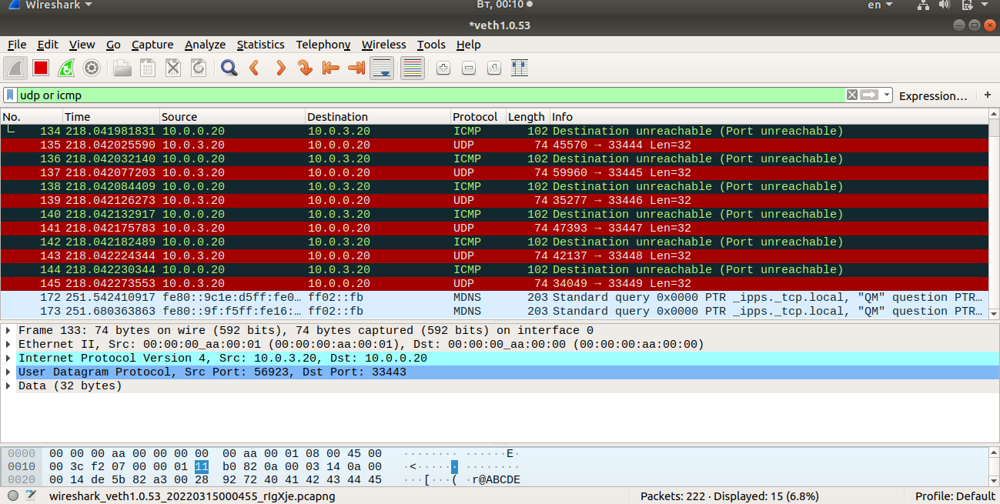 Wireshark
Вт, 00:10
en
*veth1.0.53
File Edit View Go Capture Analyze Statistics Telephony Wireless Tools Help
udp or icmp
Expression… +
No. Time Source Destination Protocol Length Info
134 218.041981831 10.0.0.20 10.0.3.20 ICMP 102 Destination unreachable (Port unreachable)
135 218.042025590 10.0.3.20 10.0.0.20 UDP 74 45570 → 33444 Len=32
136 218.042032140 10.0.0.20 10.0.3.20 ICMP 102 Destination unreachable (Port unreachable)
137 218.042077203 10.0.3.20 10.0.0.20 UDP 74 59960 → 33445 Len=32
138 218.042084409 10.0.0.20 10.0.3.20 ICMP 102 Destination unreachable (Port unreachable)
139 218.042126273 10.0.3.20 10.0.0.20 UDP 74 35277 → 33446 Len=32
140 218.042132917 10.0.0.20 10.0.3.20 ICMP 102 Destination unreachable (Port unreachable)
141 218.042175783 10.0.3.20 10.0.0.20 UDP 74 47393 → 33447 Len=32
142 218.042182489 10.0.0.20 10.0.3.20 ICMP 102 Destination unreachable (Port unreachable)
143 218.042224344 10.0.3.20 10.0.0.20 UDP 74 42137 → 33448 Len=32
144 218.042230344 10.0.0.20 10.0.3.20 ICMP 102 Destination unreachable (Port unreachable)
145 218.042273553 10.0.3.20 10.0.0.20 UDP 74 34049 → 33449 Len=32
172 251.542410917 fe80::9c1e:d5ff:fe0… ff02::fb MDNS 203 Standard query 0x0000 PTR _ipps._tcp.local, "QM" question PTR…
173 251.680363863 fe80::9f:f5ff:fe16:… ff02::fb MDNS 203 Standard query 0x0000 PTR _ipps._tcp.local, "QM" question PTR…
Frame 133: 74 bytes on wire (592 bits), 74 bytes captured (592 bits) on interface 0
Ethernet II, Src: 00:00:00_aa:00:01 (00:00:00:aa:00:01), Dst: 00:00:00_aa:00:00 (00:00:00:aa:00:00)
Internet Protocol Version 4, Src: 10.0.3.20, Dst: 10.0.0.20
User Datagram Protocol, Src Port: 56923, Dst Port: 33443
Data (32 bytes)
0000 00 00 00 aa 00 00 00 00 00 aa 00 01 08 00 45 00 ········ ······E·
0010 00 3c f2 07 00 00 01 11 b0 82 0a 00 03 14 0a 00 ·<······ ········
0020 00 14 de 5b 82 a3 00 28 92 72 40 41 42 43 44 45 ···[···( ·r@ABCDE
wireshark_veth1.0.53_20220315000455_rIgXje.pcapng
Packets: 222 · Displayed: 15 (6.8%)
Profile: Default